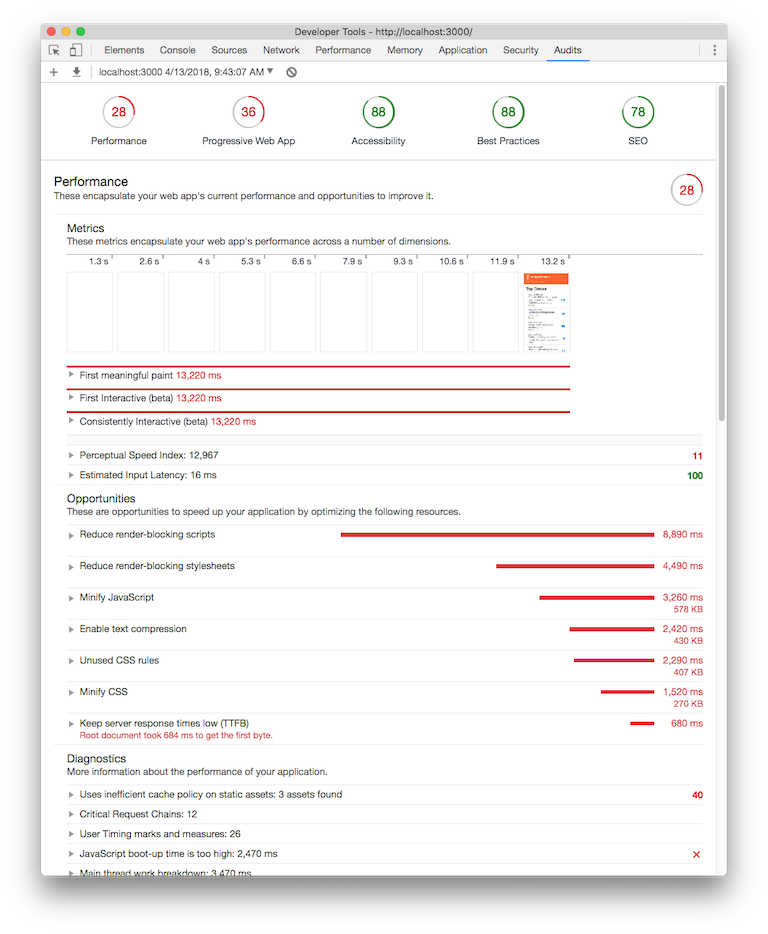 Developer Tools - http://localhost:3000/
Elements Console Sources Network Performance Memory Application Security Audits
localhost:3000 4/13/2018, 9:43:07 AM
28 36 88 88 78
Performance Progressive Web App Accessibility Best Practices SEO
Performance
These encapsulate your web app's current performance and opportunities to improve it.
28
Metrics
These metrics encapsulate your web app's performance across a number of dimensions.
1.3 s 2.6 s 4 s 5.3 s 6.6 s 7.9 s 9.3 s 10.6 s 11.9 s 13.2 s
Top Times
First meaningful paint 13,220 ms
First Interactive (beta) 13,220 ms
Consistently Interactive (beta) 13,220 ms
Perceptual Speed Index: 12,967 11
Estimated Input Latency: 16 ms 100
Opportunities
These are opportunities to speed up your application by optimizing the following resources.
Reduce render-blocking scripts 8,890 ms
Reduce render-blocking stylesheets 4,490 ms
Minify JavaScript 3,260 ms
578 KB
Enable text compression 2,420 ms
430 KB
Unused CSS rules 2,290 ms
407 KB
Minify CSS 1,520 ms
270 KB
Keep server response times low (TTFB) 680 ms
Root document took 684 ms to get the first byte.
Diagnostics
More information about the performance of your application.
Uses inefficient cache policy on static assets: 3 assets found 40
Critical Request Chains: 12
User Timing marks and measures: 26
JavaScript boot-up time is too high: 2,470 ms
Main thread work breakdown: 3,470 ms